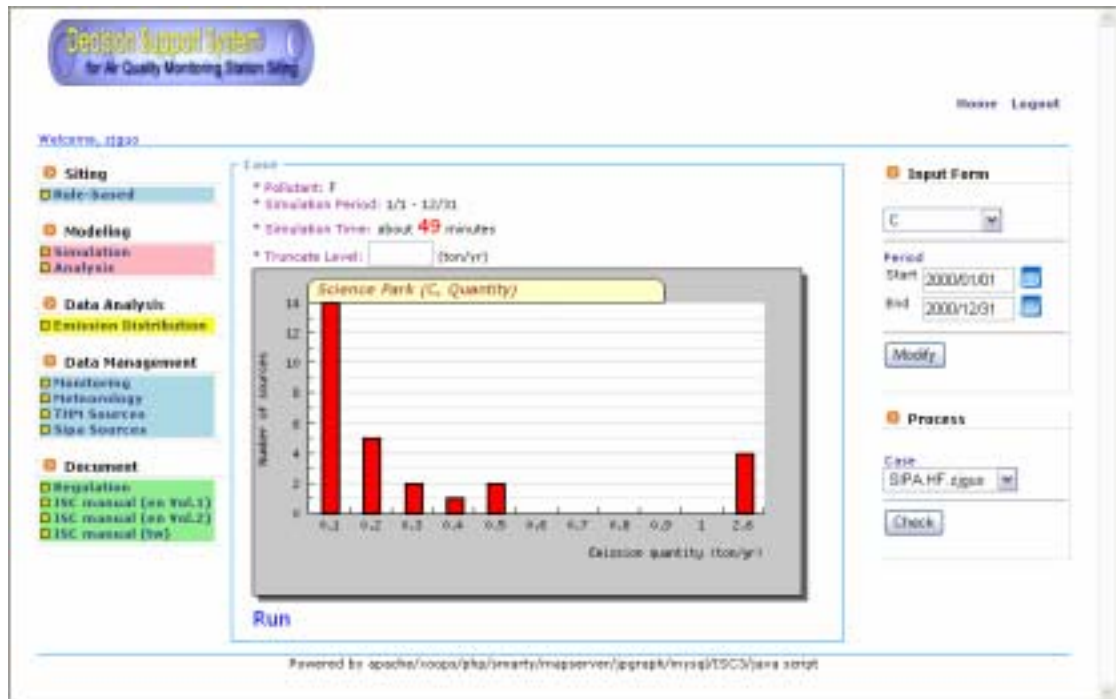 Decision Support System
for Air Quality Monitoring Station Siting
Home Logout
Welcome, zjguo
Siting
Rule-based
Modeling
Simulation
Analysis
Data Analysis
Emission Distribution
Data Management
Monitoring
Meteorology
Sipa Sources
Document
Regulation
ISC manual (en Vol.1)
ISC manual (en Vol.2)
ISC manual (tw)
Case
* Pollutant: F
* Simulation Period: 1/1 - 12/31
* Simulation Time: about 49 minutes
* Truncate Level: (ton/yr)
Science Park (C, Quantity)
Number of sources
14
12
10
8
6
4
2
0
0.1 0.2 0.3 0.4 0.5 0.6 0.7 0.8 0.9 1 2.6
Emission quantity (ton/yr)
Run
Input Form
C
Period
Start 2000/01/01
End 2000/12/31
Modify
Process
Case
SIPA.HF.zjguo
Check
Powered by apache/xoops/php/smarty/mapserver/jpgraph/mysql/ISC3/java script